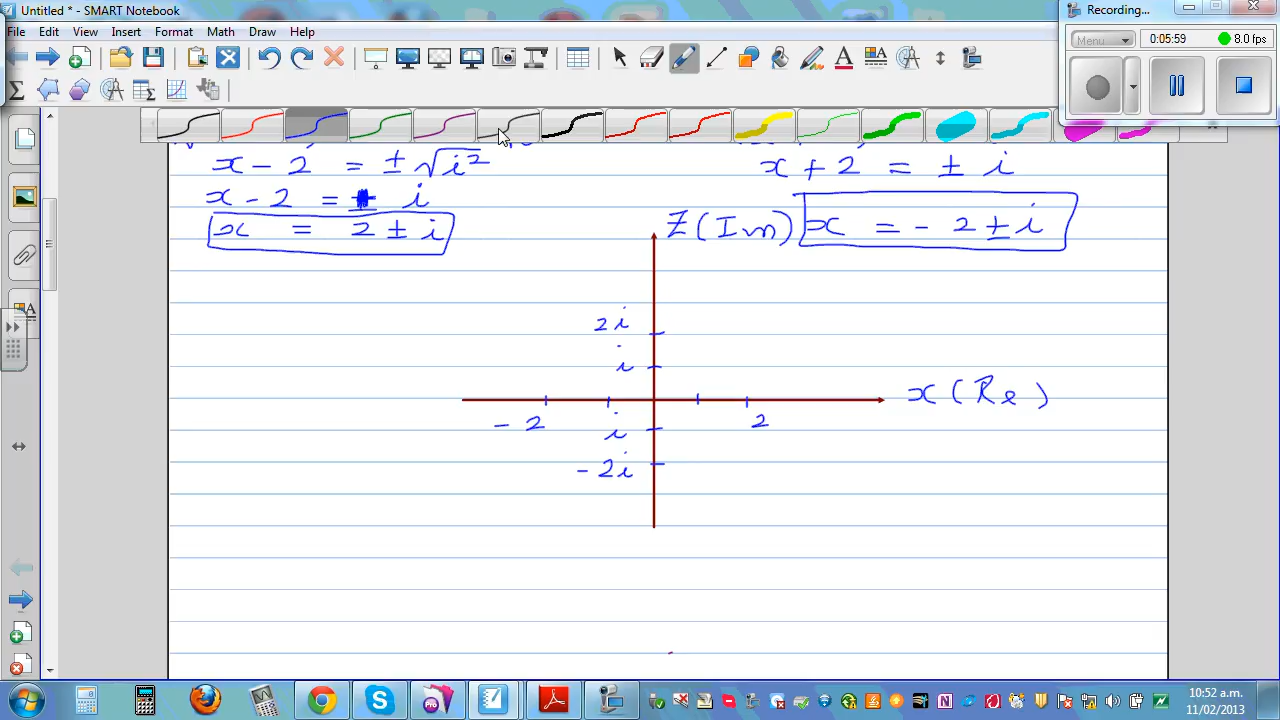 Untitled * - SMART Notebook
Recording...
File Edit View Insert Format Math Draw Help
Menu
0:05:59
8.0 fps
x - 2 = ± √i²
x + 2 = ± i
x - 2 = ± i
x = 2 ± i
Z (Im)
x = - 2 ± i
2i
i
x (Re)
- 2
i
2
- 2i
10:52 a.m.
11/02/2013